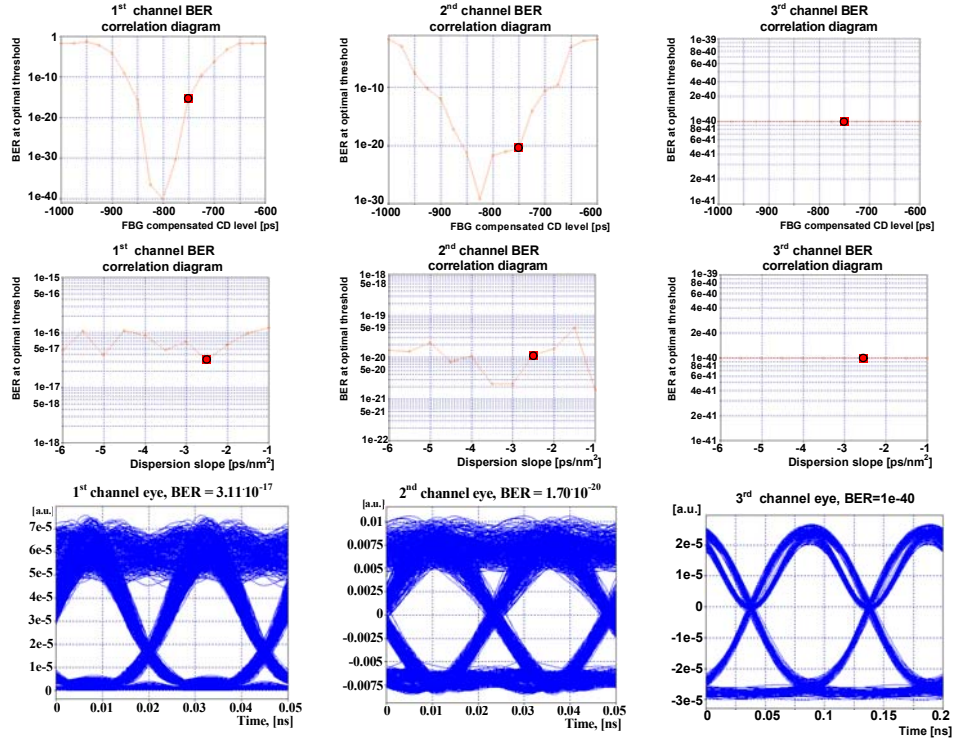 1st channel BER
correlation diagram
BER at optimal threshold
1
1e-10
1e-20
1e-30
1e-40
-1000 -900 -800 -700 -600
FBG compensated CD level [ps]
2nd channel BER
correlation diagram
BER at optimal threshold
1e-10
1e-20
1e-30
-1000 -900 -800 -700 -600
FBG compensated CD level [ps]
3rd channel BER
correlation diagram
BER at optimal threshold
1e-39
8e-40
6e-40
4e-40
2e-40
1e-40
8e-41
6e-41
4e-41
2e-41
1e-41
-1000 -900 -800 -700 -600
FBG compensated CD level [ps]
1st channel BER
correlation diagram
BER at optimal threshold
1e-15
5e-16
1e-16
5e-17
1e-17
5e-18
1e-18
-6 -5 -4 -3 -2 -1
Dispersion slope [ps/nm2]
2nd channel BER
correlation diagram
BER at optimal threshold
1e-18
1e-19
5e-19
1e-20
5e-20
1e-21
5e-21
1e-22
-6 -5 -4 -3 -2 -1
Dispersion slope [ps/nm2]
3rd channel BER
correlation diagram
BER at optimal threshold
1e-39
8e-40
6e-40
2e-40
1e-40
8e-41
6e-41
2e-41
1e-41
-6 -5 -4 -3 -2 -1
Dispersion slope [ps/nm2]
1st channel eye, BER = 3.11·10-17
[a.u.]
7e-5
6e-5
5e-5
4e-5
2e-5
1e-5
0
0 0.01 0.02 0.03 0.04 0.05
Time, [ns]
2nd channel eye, BER = 1.70·10-20
[a.u.]
0.01
0.0075
0.005
0.0025
0
-0.0025
-0.005
-0.0075
0 0.01 0.02 0.03 0.04 0.05
Time, [ns]
3rd channel eye, BER=1e-40
[a.u.]
2e-5
1e-5
0
-1e-5
-2e-5
-3e-5
0 0.05 0.1 0.15 0.2
Time [ns]